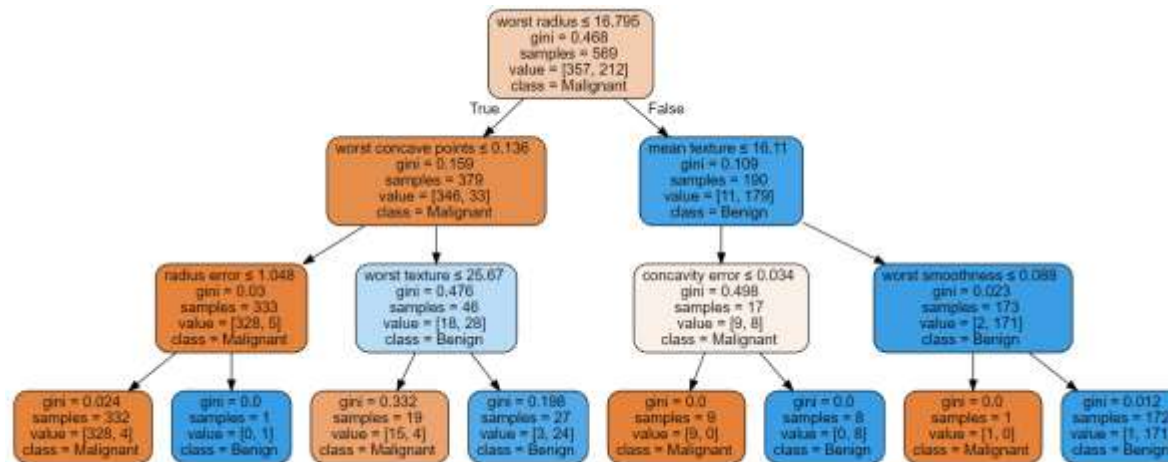 worst radius ≤ 16.795
gini = 0.468
samples = 569
value = [357, 212]
class = Malignant
True
False
worst concave points ≤ 0.136
gini = 0.159
samples = 379
value = [346, 33]
class = Malignant
mean texture ≤ 16.11
gini = 0.109
samples = 190
value = [11, 179]
class = Benign
radius error ≤ 1.048
gini = 0.03
samples = 333
value = [328, 5]
class = Malignant
worst texture ≤ 25.67
gini = 0.476
samples = 46
value = [18, 28]
class = Benign
concavity error ≤ 0.034
gini = 0.498
samples = 17
value = [9, 8]
class = Malignant
worst smoothness ≤ 0.088
gini = 0.023
samples = 173
value = [2, 171]
class = Benign
gini = 0.024
samples = 332
value = [328, 4]
class = Malignant
gini = 0.0
samples = 1
value = [0, 1]
class = Benign
gini = 0.332
samples = 19
value = [15, 4]
class = Malignant
gini = 0.198
samples = 27
value = [3, 24]
class = Benign
gini = 0.0
samples = 9
value = [9, 0]
class = Malignant
gini = 0.0
samples = 8
value = [0, 8]
class = Benign
gini = 0.0
samples = 1
value = [1, 0]
class = Malignant
gini = 0.012
samples = 172
value = [1, 171]
class = Benign